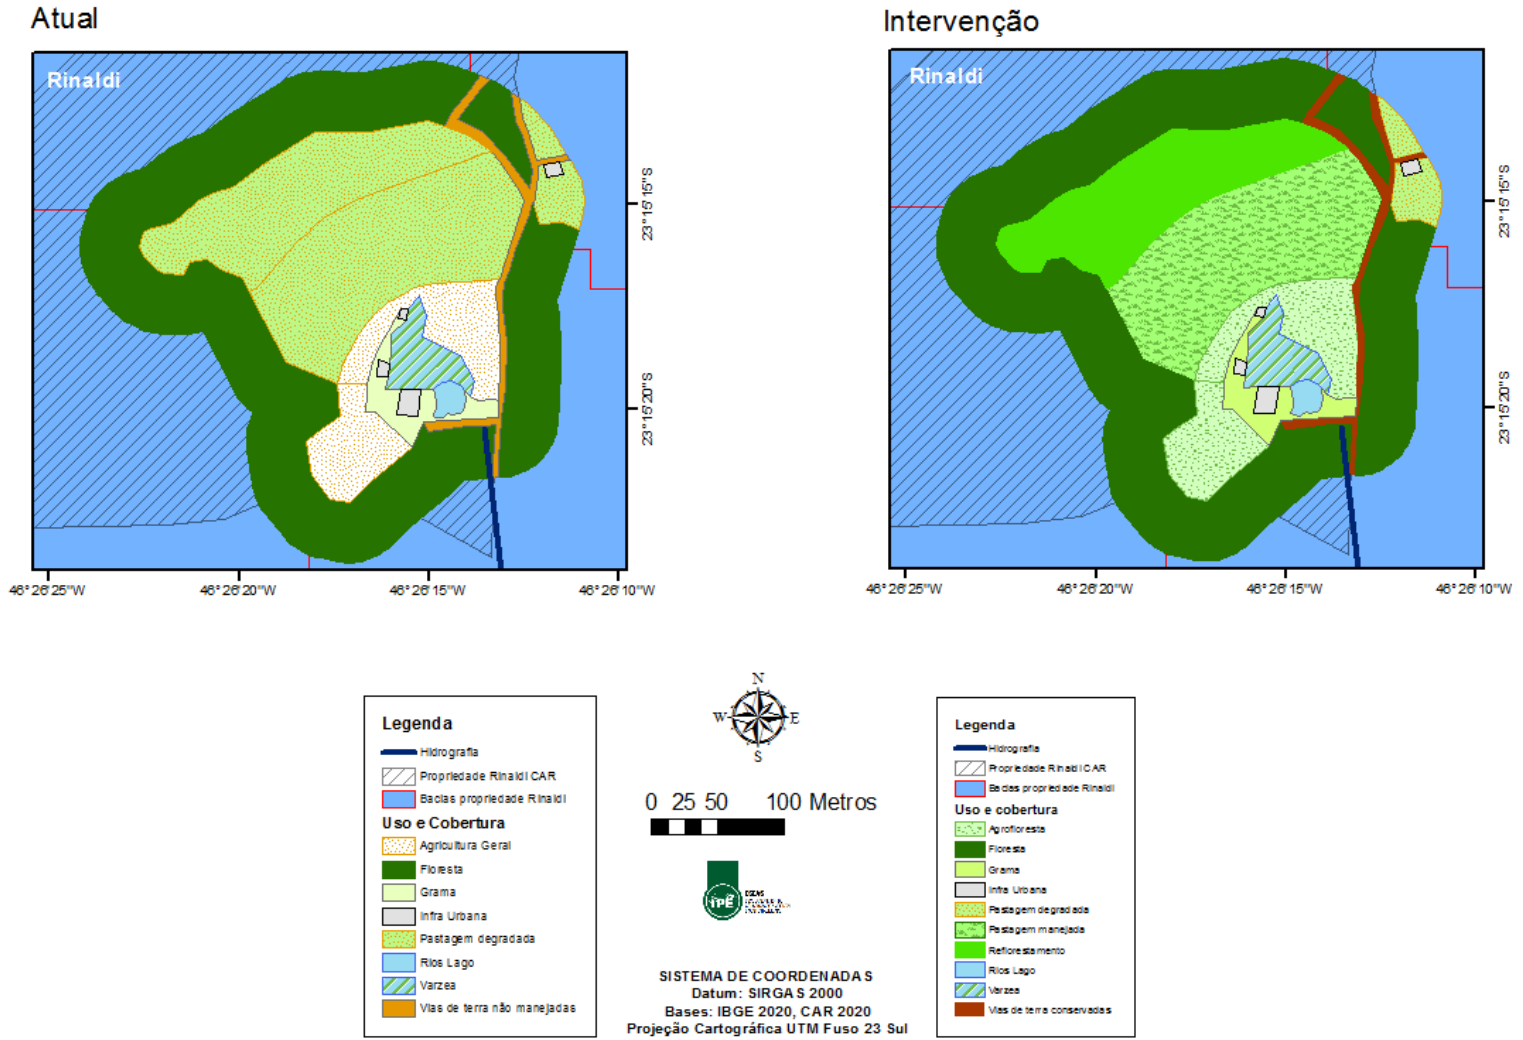 Atual
Intervenção
Rinaldi
Rinaldi
23°15'15"S
23°15'20"S
23°15'15"S
23°15'20"S
46°26'25"W
46°26'20"W
46°26'15"W
46°26'10"W
46°26'25"W
46°26'20"W
46°26'15"W
46°26'10"W
Legenda
Hidrografia
Propriedade Rinaldi CAR
Bacias propriedade Rinaldi
Uso e Cobertura
Agricultura Geral
Floresta
Grama
Infra Urbana
Pastagem degradada
Rios Lago
Varzea
Vias de terra não manejadas
N
W
E
S
0 25 50 100 Metros
ipê
ESCAS
SISTEMA DE COORDENADAS
Datum: SIRGAS 2000
Bases: IBGE 2020, CAR 2020
Projeção Cartográfica UTM Fuso 23 Sul
Legenda
Hidrografia
Propriedade Rinaldi CAR
Bacias propriedade Rinaldi
Uso e cobertura
Agrofloresta
Floresta
Grama
Infra Urbana
Pastagem degradada
Pastagem manejada
Reflorestamento
Rios Lago
Varzea
Vias de terra conservadas